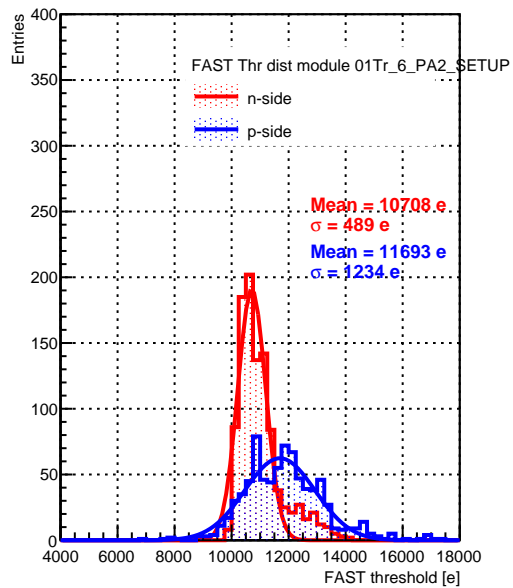 Entries
400
350
300
250
200
150
100
50
0
FAST Thr dist module 01Tr_6_PA2_SETUP
n-side
p-side
Mean = 10708 e
σ = 489 e
Mean = 11693 e
σ = 1234 e
4000 6000 8000 10000 12000 14000 16000 18000
FAST threshold [e]